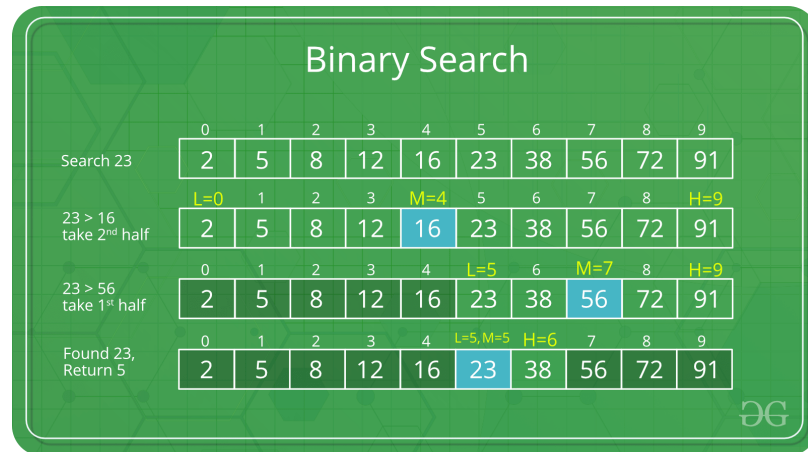 Binary Search
0 1 2 3 4 5 6 7 8 9
Search 23 2 5 8 12 16 23 38 56 72 91
L=0 1 2 3 M=4 5 6 7 8 H=9
23 > 16
take 2nd half
2 5 8 12 16 23 38 56 72 91
0 1 2 3 4 L=5 6 M=7 8 H=9
23 > 56
take 1st half
2 5 8 12 16 23 38 56 72 91
0 1 2 3 4 L=5, M=5 H=6 7 8 9
Found 23,
Return 5
2 5 8 12 16 23 38 56 72 91